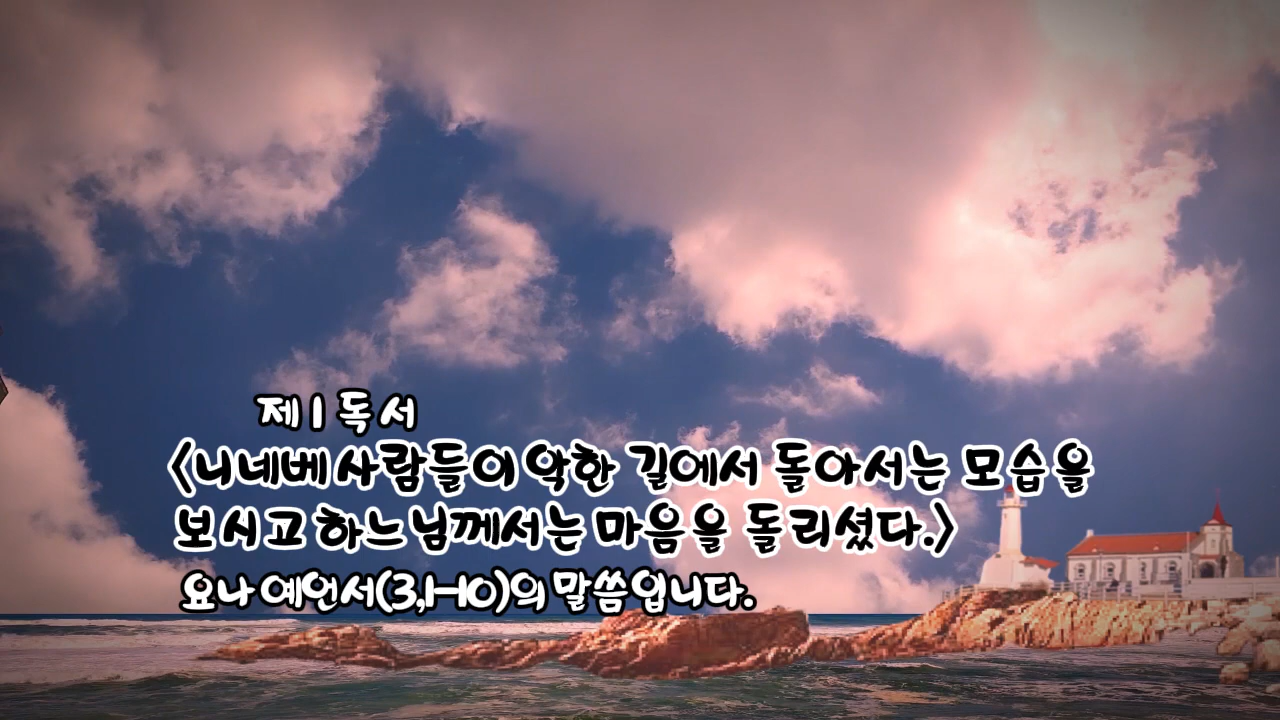 제1독서
<니네베 사람들이 악한 길에서 돌아서는 모습을
보시고 하느님께서는 마음을 돌리셨다.>
요나 예언서(3,1-10)의 말씀입니다.